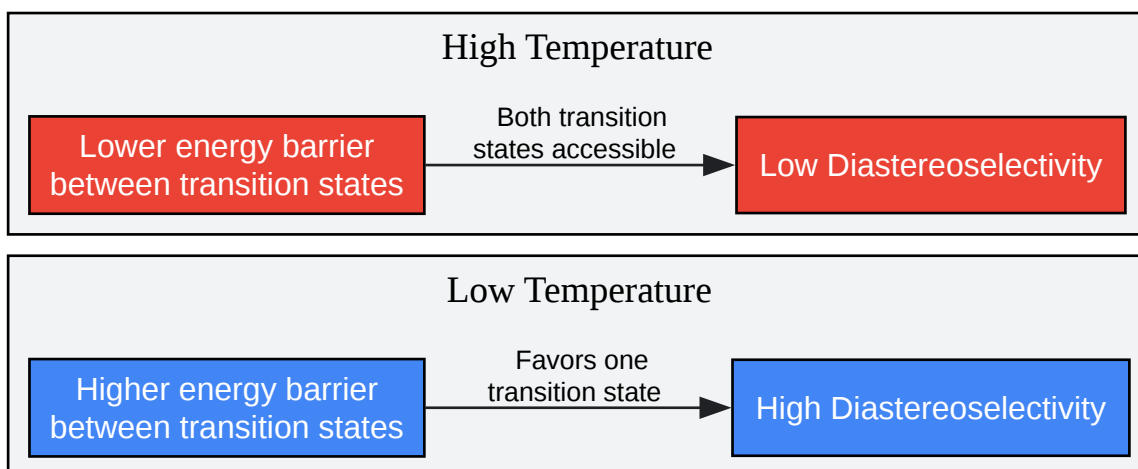 High Temperature
Lower energy barrier
between transition states
Both transition
states accessible
Low Diastereoselectivity
Low Temperature
Higher energy barrier
between transition states
Favors one
transition state
High Diastereoselectivity